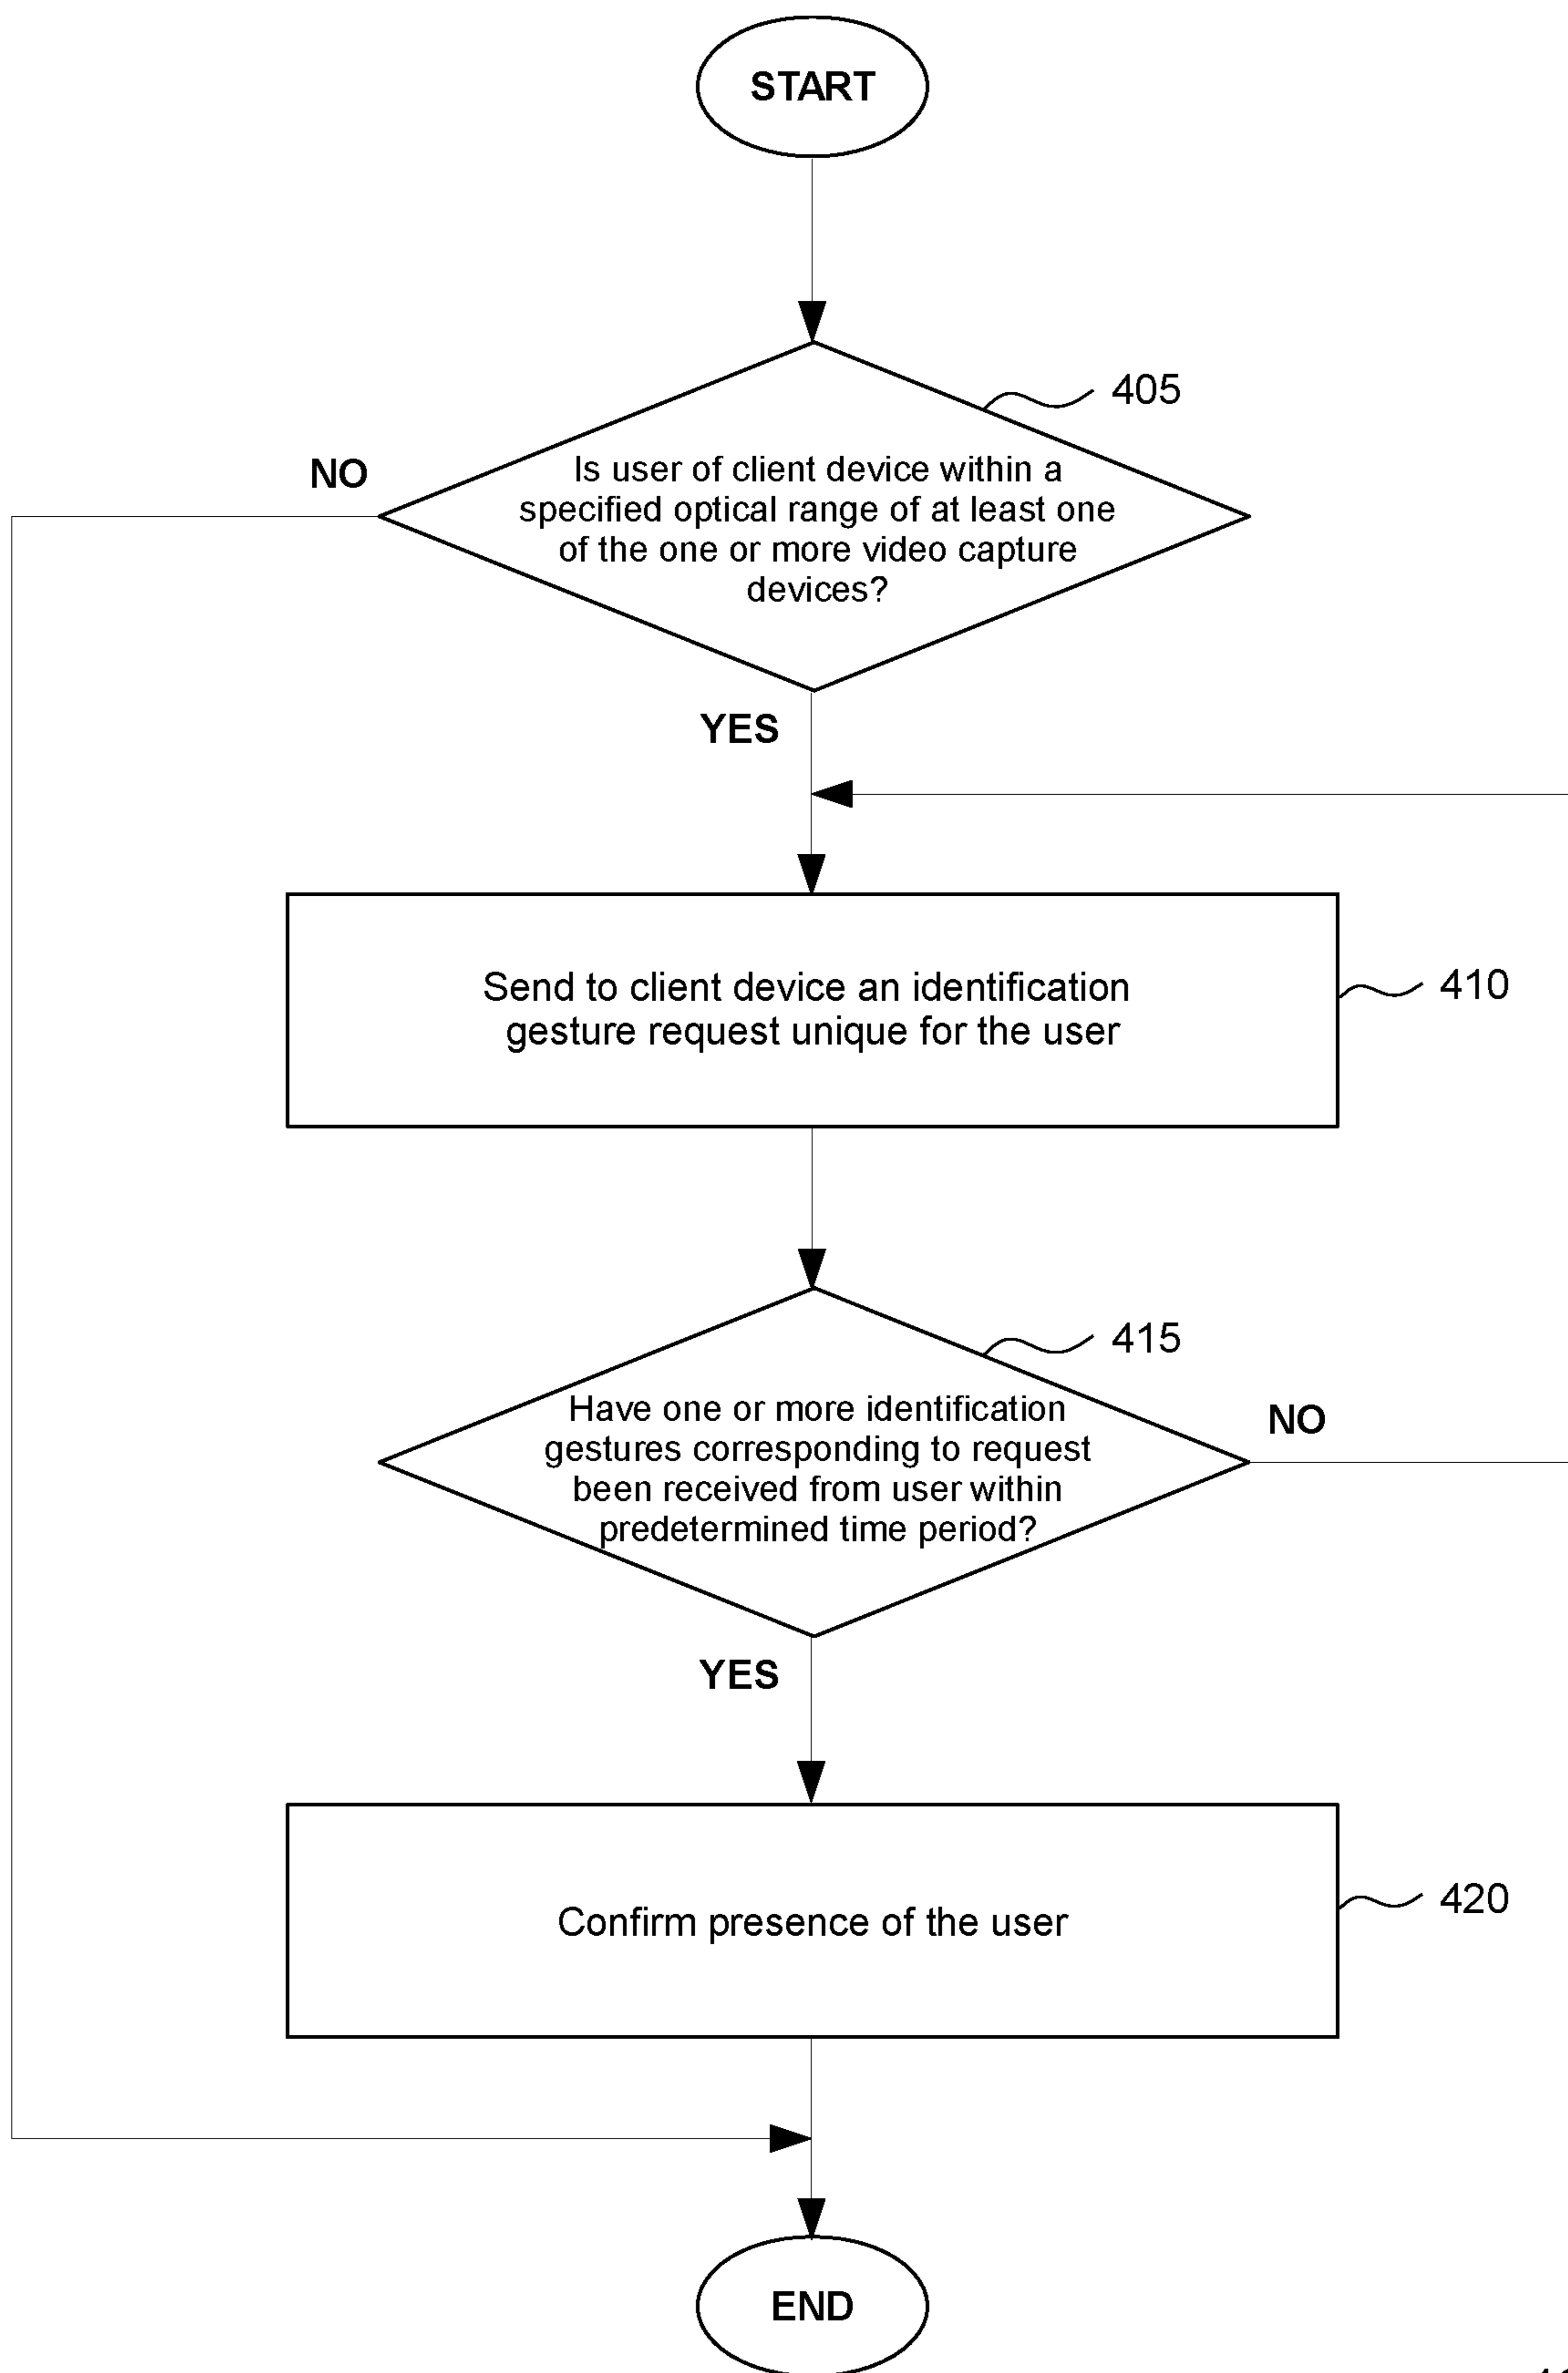 START
405
NO
Is user of client device within a
specified optical range of at least one
of the one or more video capture
devices?
YES
Send to client device an identification
gesture request unique for the user
410
415
Have one or more identification
gestures corresponding to request
been received from user within
predetermined time period?
NO
YES
Confirm presence of the user
420
END